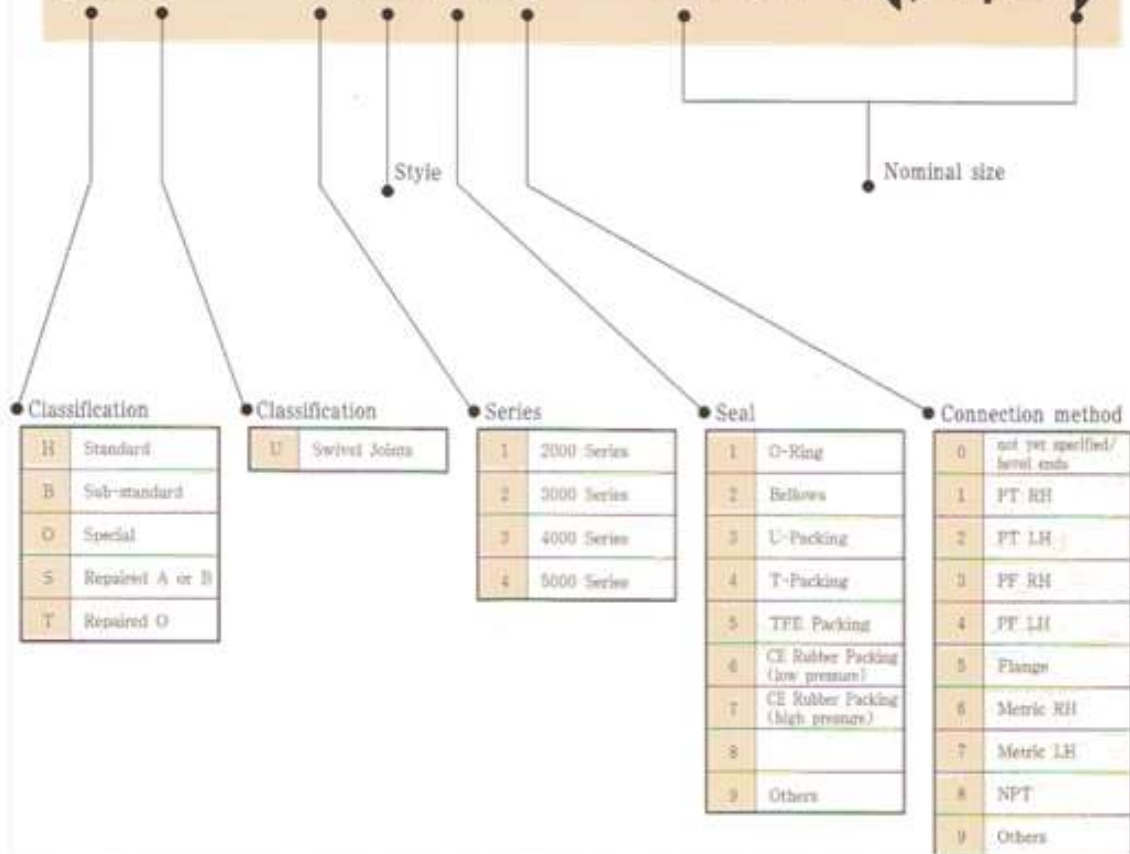 Style
Nominal size
Classification
H Standard
B Sub-standard
O Special
S Repaired A or B
T Repaired O
Classification
U Swivel Joints
Series
1 2000 Series
2 3000 Series
3 4000 Series
4 5000 Series
Seal
1 O-Ring
2 Bellows
3 U-Packing
4 T-Packing
5 TFE Packing
6 CE Rubber Packing
(low pressure)
7 CE Rubber Packing
(high pressure)
8
9 Others
Connection method
0 not yet specified/
bevel ends
1 PT RH
2 PT LH
3 PF RH
4 PF LH
5 Flange
6 Metric RH
7 Metric LH
8 NPT
9 Others